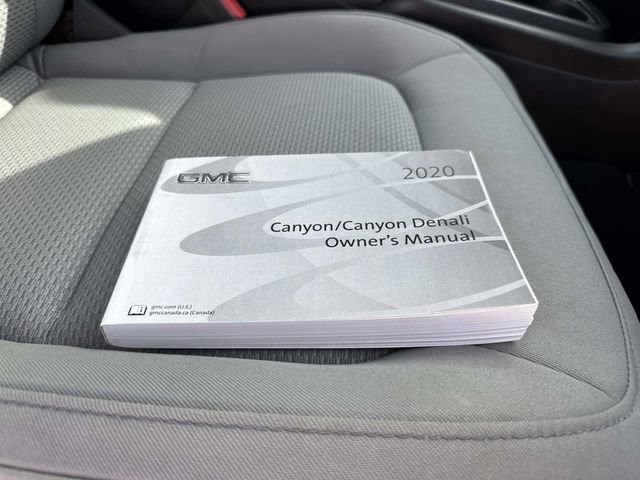 GMC
2020
Canyon/Canyon Denali
Owner's Manual
gmc.com (U.S.)
gmccanada.ca (Canada)